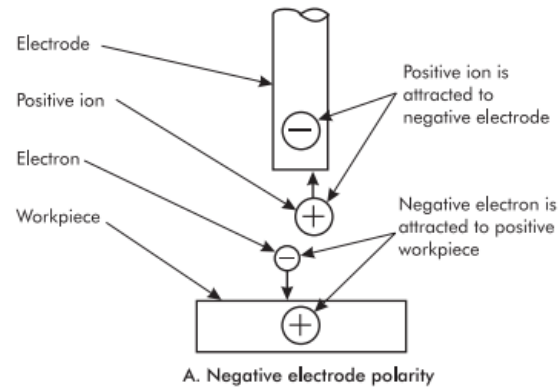 Electrode
Positive ion
Electron
Workpiece
Positive ion is
attracted to
negative electrode
Negative electron is
attracted to positive
workpiece
−
+
−
+
A. Negative electrode polarity